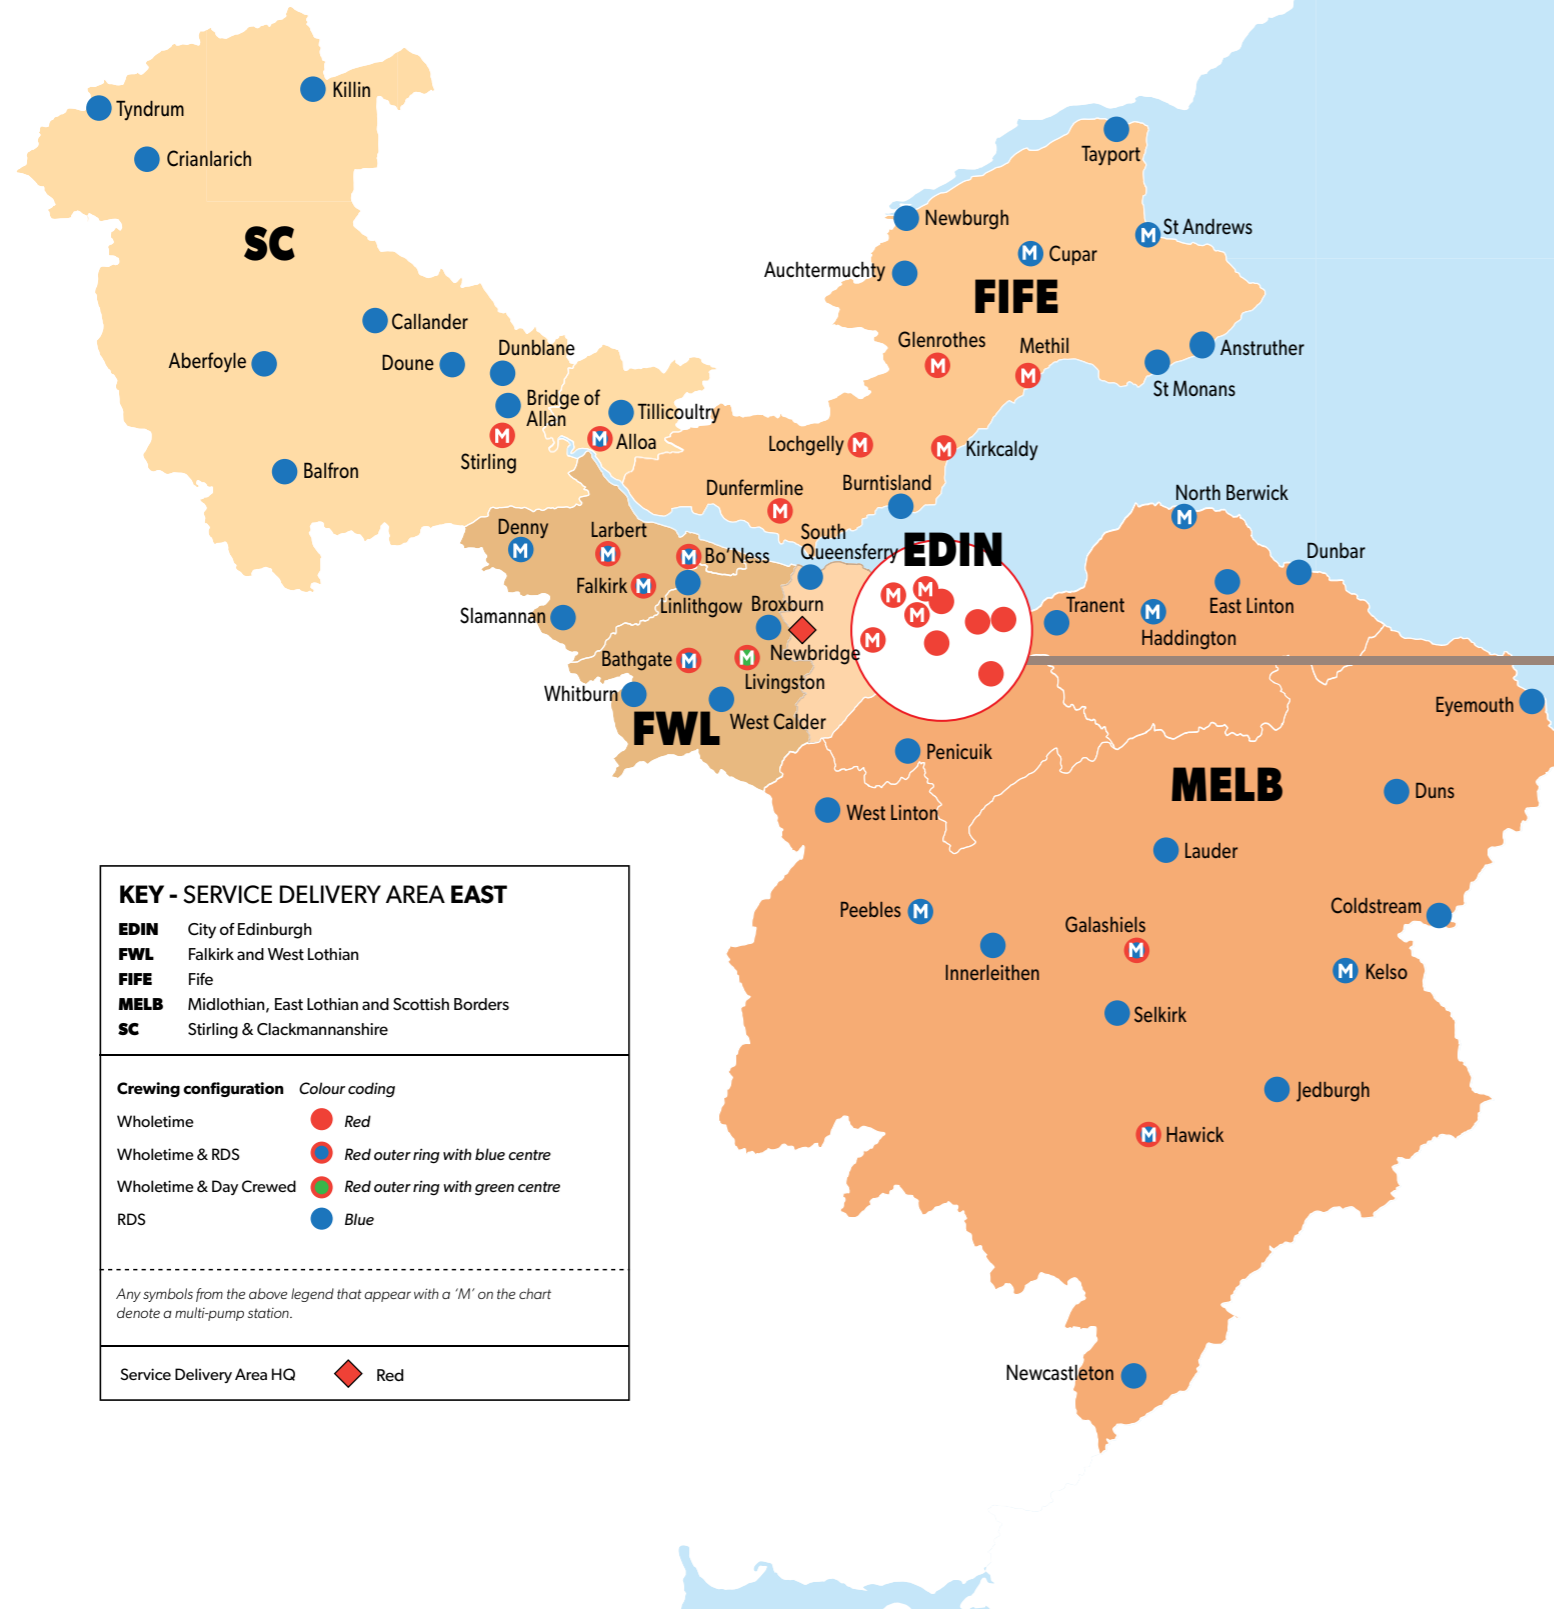 Killin
Tyndrum
Crianlarich
SC
Tayport
Newburgh
St Andrews
M
Cupar
M
Auchtermuchty
FIFE
Callander
Dunblane
Glenrothes
M
Methil
M
Anstruther
Aberfoyle
Doune
St Monans
Bridge of
Allan
Tillicoultry
M
Stirling
M
Alloa
Lochgelly
M
M
Kirkcaldy
Balfron
Dunfermline
M
Burntisland
North Berwick
M
Denny
M
Larbert
M
M
Bo'Ness
South
Queensferry
EDIN
Dunbar
Falkirk
M
Linlithgow
Broxburn
M
M
M
M
East Linton
Tranent
M
Haddington
Slamannan
Newbridge
Bathgate
M
M
Livingston
Whitburn
West Calder
FWL
Eyemouth
Penicuik
MELB
Duns
West Linton
Lauder
Peebles
M
Coldstream
Galashiels
M
Innerleithen
M
Kelso
Selkirk
Jedburgh
M
Hawick
Newcastleton
KEY - SERVICE DELIVERY AREA EAST
EDIN City of Edinburgh
FWL Falkirk and West Lothian
FIFE Fife
MELB Midlothian, East Lothian and Scottish Borders
SC Stirling & Clackmannanshire
Crewing configuration Colour coding
Wholetime Red
Wholetime & RDS Red outer ring with blue centre
Wholetime & Day Crewed Red outer ring with green centre
RDS Blue
Any symbols from the above legend that appear with a 'M' on the chart
denote a multi-pump station.
Service Delivery Area HQ Red